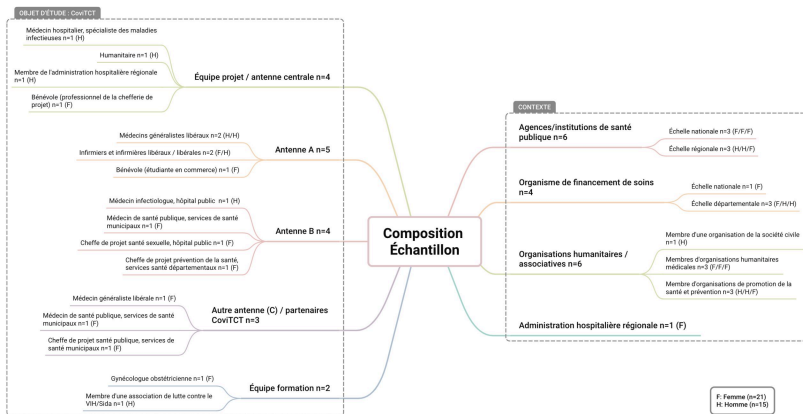 OBJET D'ÉTUDE : CoviTCT
Médecin hospitalier, spécialiste des maladies
infectieuses n=1 (H)
Humanitaire n=1 (H)
Membre de l'administration hospitalière régionale
n=1 (H)
Bénévole (professionnel de la chefferie de
projet) n=1 (F)
Équipe projet / antenne centrale n=4
Médecins généralistes libéraux n=2 (H/H)
Infirmiers et infirmières libéraux / libérales n=2 (F/H)
Bénévole (étudiante en commerce) n=1 (F)
Antenne A n=5
Médecin infectiologue, hôpital public n=1 (H)
Médecin de santé publique, services de santé
municipaux n=1 (F)
Cheffe de projet santé sexuelle, hôpital public n=1 (F)
Cheffe de projet prévention de la santé,
services santé départementaux n=1 (F)
Antenne B n=4
Médecin généraliste libérale n=1 (F)
Médecin de santé publique, services de santé
municipaux n=1 (F)
Cheffe de projet santé publique, services de
santé municipaux n=1 (F)
Autre antenne (C) / partenaires
CoviTCT n=3
Gynécologue obstétricienne n=1 (F)
Membre d'une association de lutte contre le
VIH/Sida n=1 (H)
Équipe formation n=2
Composition
Échantillon
CONTEXTE
Agences/institutions de santé
publique n=6
Échelle nationale n=3 (F/F/F)
Échelle régionale n=3 (H/H/F)
Organisme de financement de soins
n=4
Échelle nationale n=1 (F)
Échelle départementale n=3 (F/H/H)
Organisations humanitaires /
associatives n=6
Membre d'une organisation de la société civile
n=1 (H)
Membres d'organisations humanitaires
médicales n=3 (F/F/F)
Membre d'organisations de promotion de la
santé et prévention n=3 (H/H/F)
Administration hospitalière régionale n=1 (F)
F: Femme (n=21)
H: Homme (n=15)